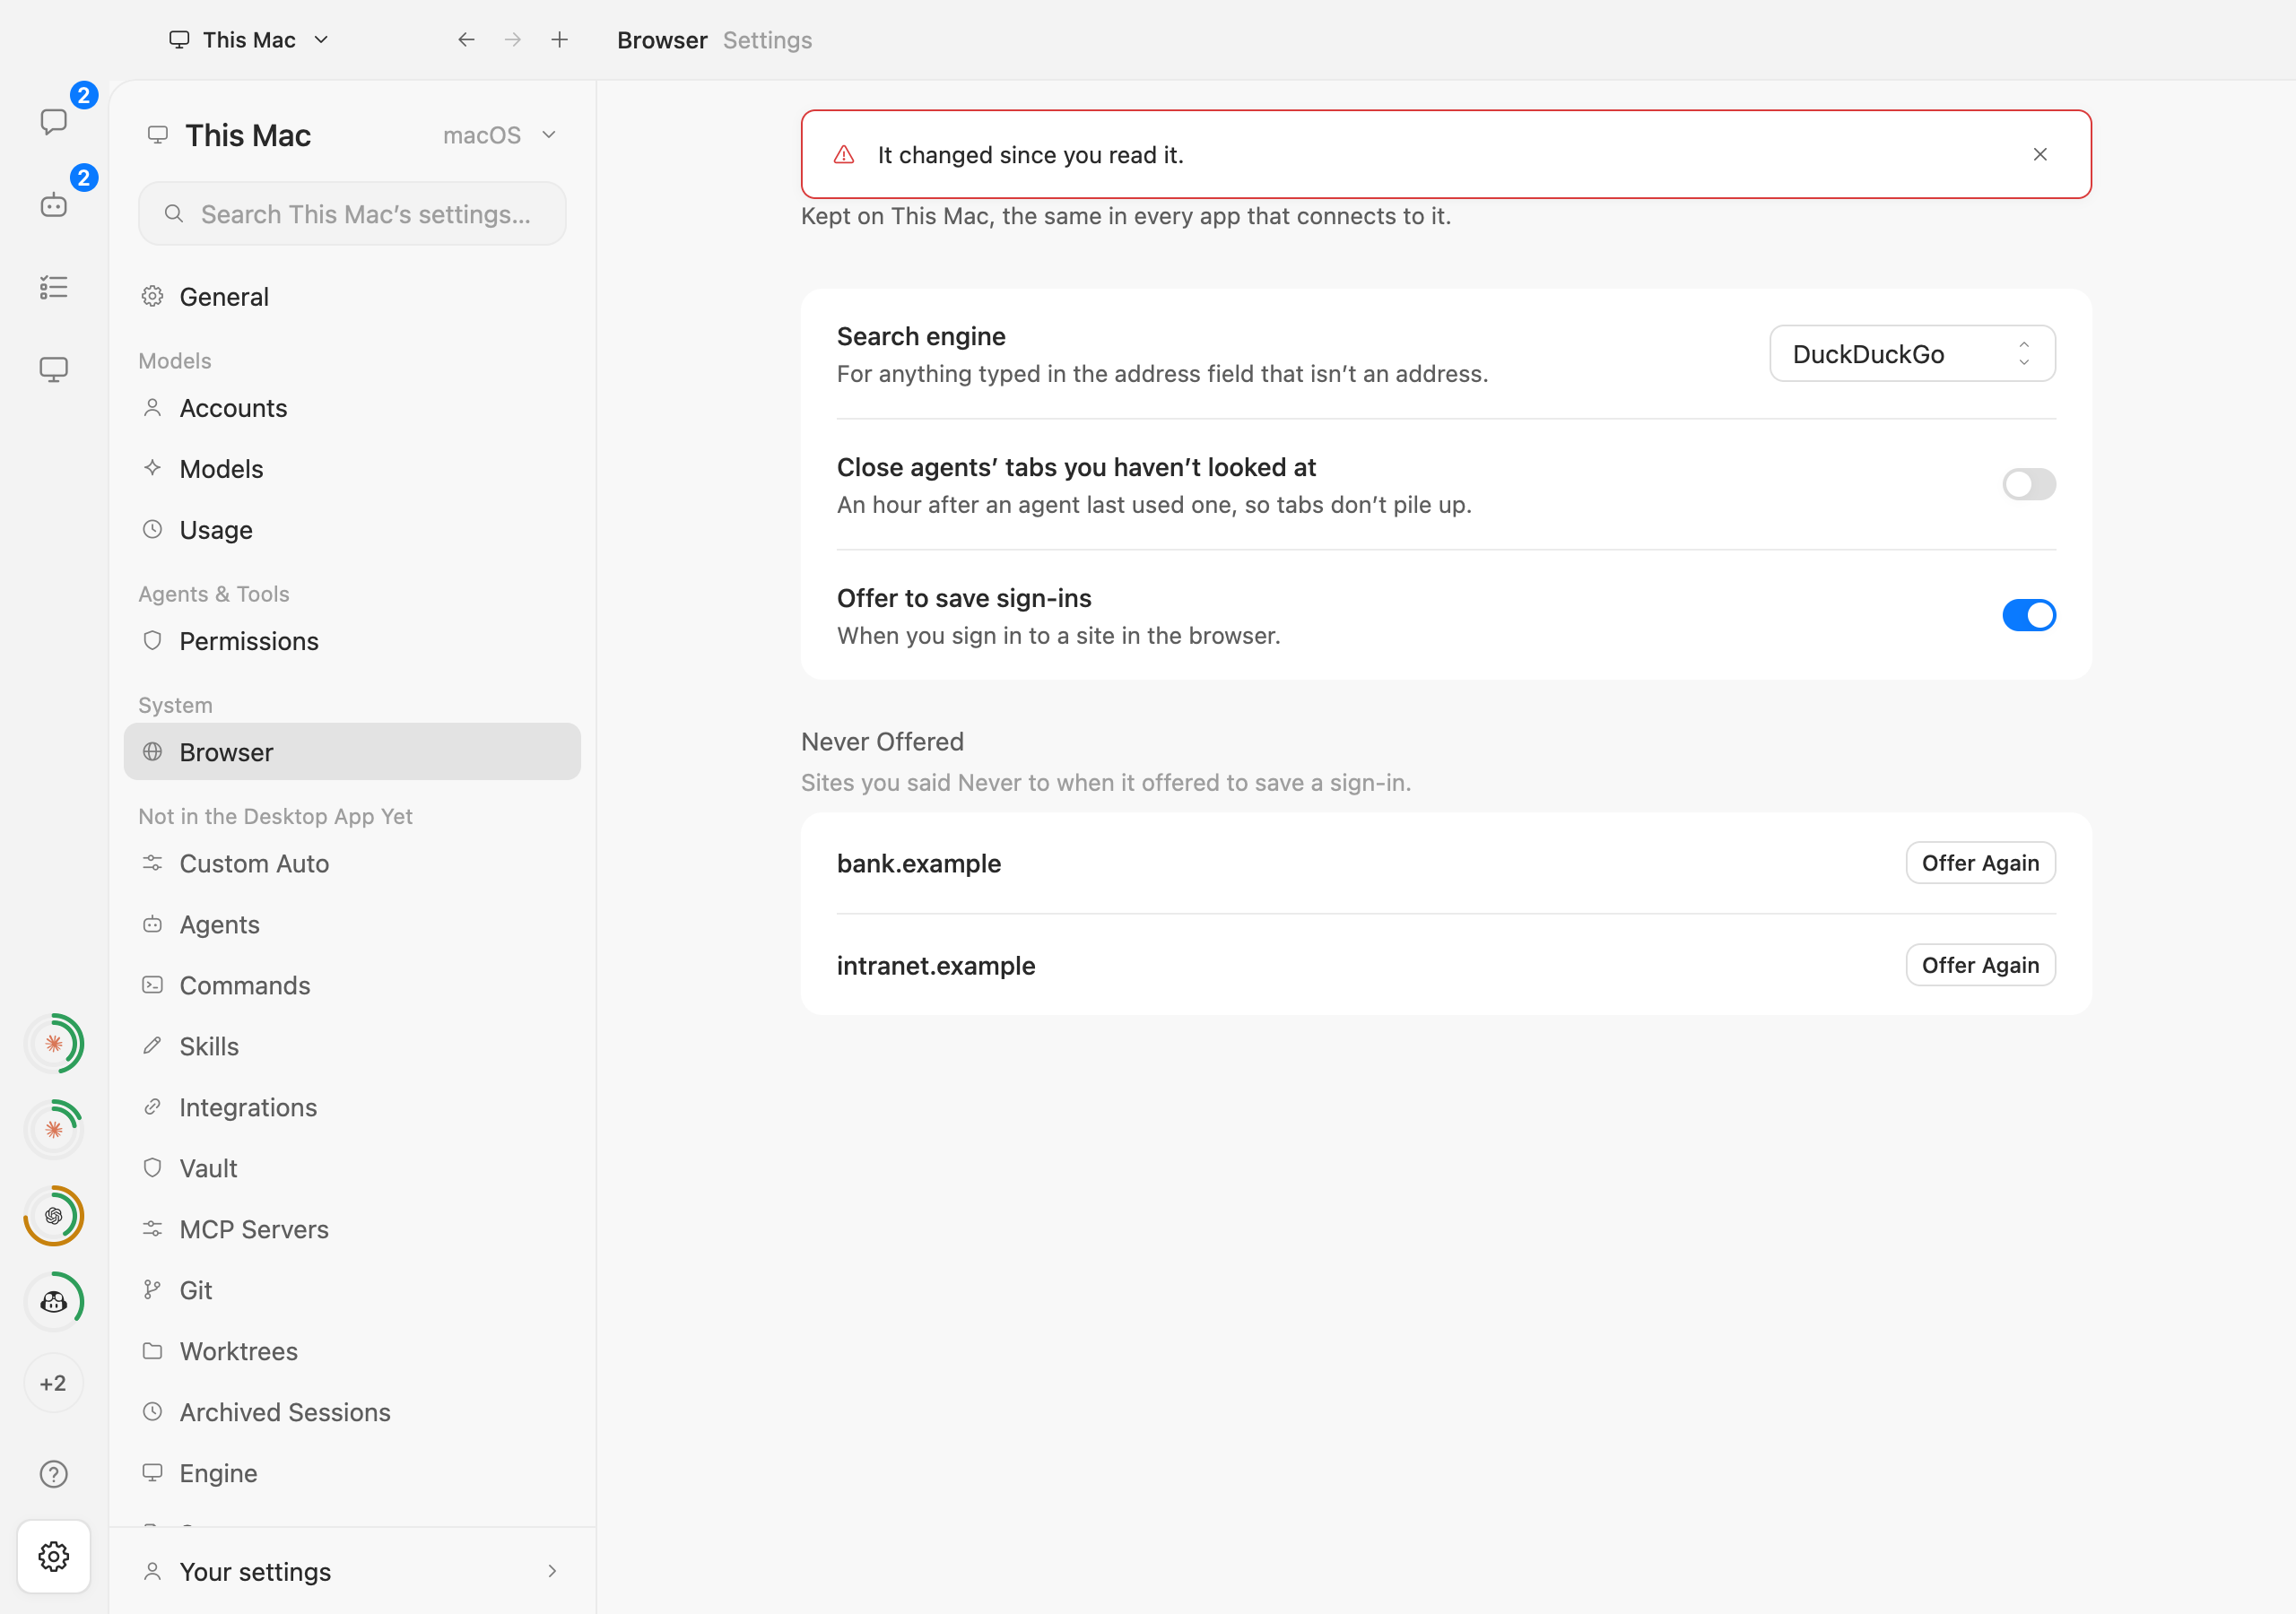 This Mac
Browser Settings
2
2
This Mac macOS
Search This Mac’s settings...
General
Models
Accounts
Models
Usage
Agents & Tools
Permissions
System
Browser
Not in the Desktop App Yet
Custom Auto
Agents
Commands
Skills
Integrations
Vault
MCP Servers
Git
Worktrees
Archived Sessions
Engine
Your settings
+2
It changed since you read it.
Kept on This Mac, the same in every app that connects to it.
Search engine
For anything typed in the address field that isn’t an address.
DuckDuckGo
Close agents’ tabs you haven’t looked at
An hour after an agent last used one, so tabs don’t pile up.
Offer to save sign-ins
When you sign in to a site in the browser.
Never Offered
Sites you said Never to when it offered to save a sign-in.
bank.example
Offer Again
intranet.example
Offer Again